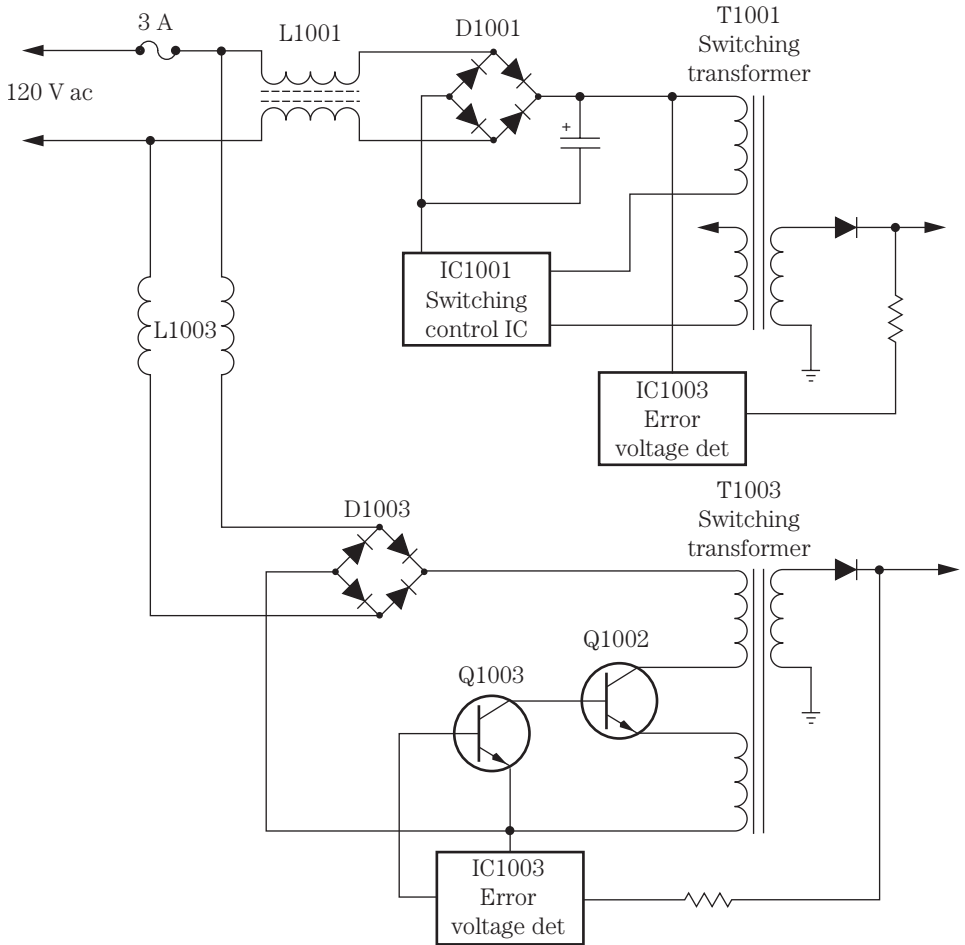 3 A
L1001
D1001
T1001
Switching
transformer
120 V ac
+
IC1001
Switching
control IC
L1003
IC1003
Error
voltage det
D1003
T1003
Switching
transformer
Q1002
Q1003
IC1003
Error
voltage det